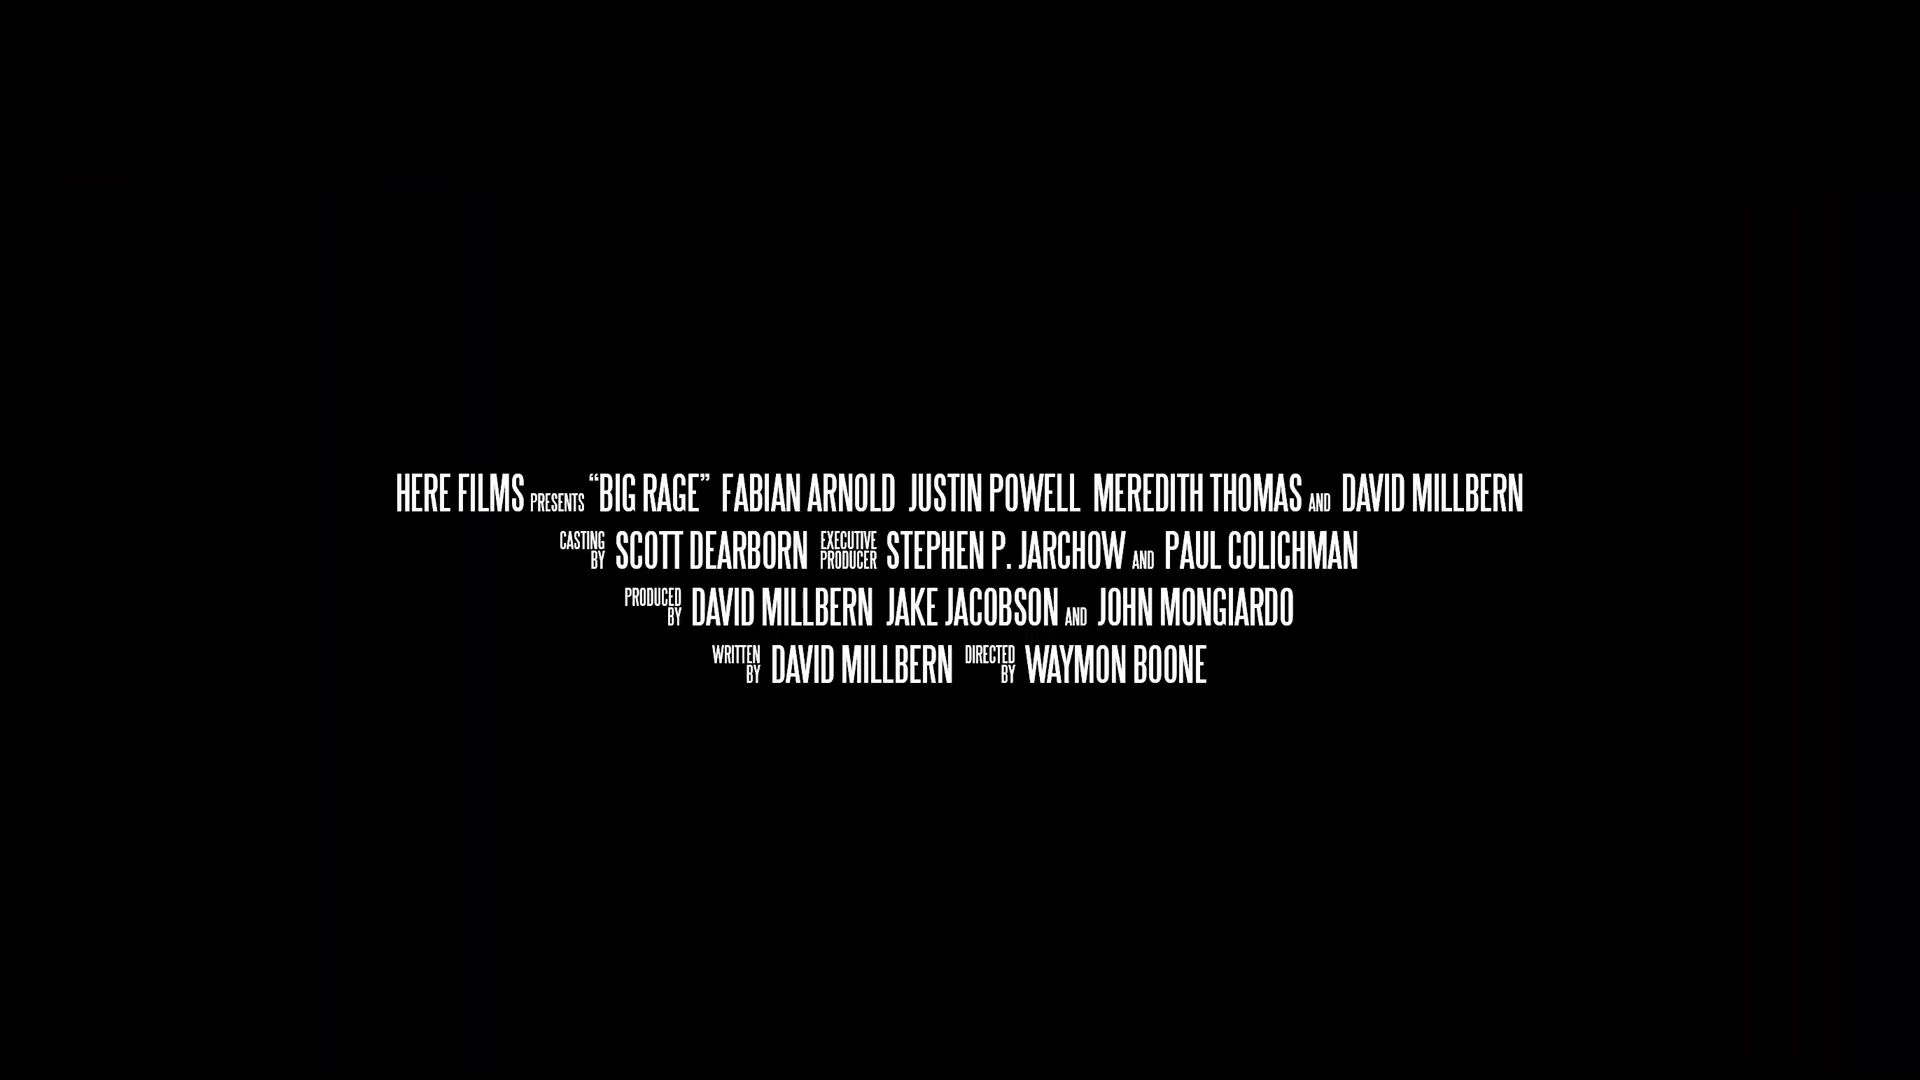 HERE FILMS PRESENTS “BIG RAGE” FABIAN ARNOLD JUSTIN POWELL MEREDITH THOMAS AND DAVID MILLBERN
CASTING BY SCOTT DEARBORN EXECUTIVE PRODUCER STEPHEN P. JARCHOW AND PAUL COLICHMAN
PRODUCED BY DAVID MILLBERN JAKE JACOBSON AND JOHN MONGIARDO
WRITTEN BY DAVID MILLBERN DIRECTED BY WAYMON BOONE